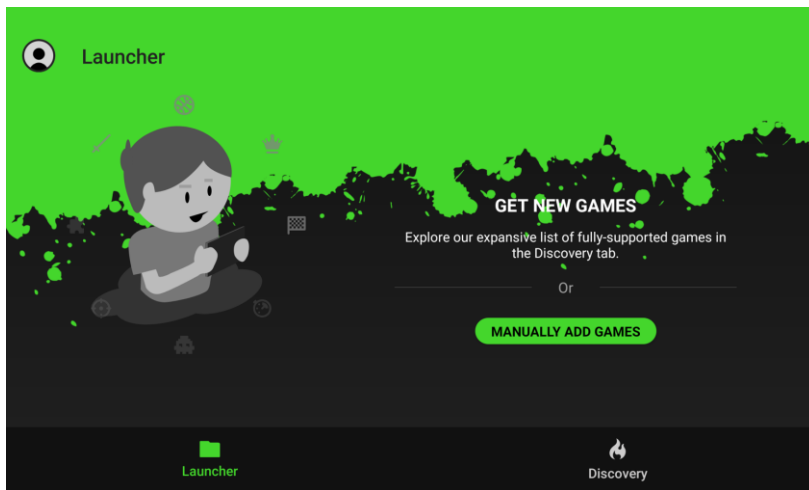 Launcher
GET NEW GAMES
Explore our expansive list of fully-supported games in
the Discovery tab.
Or
MANUALLY ADD GAMES
Launcher
Discovery